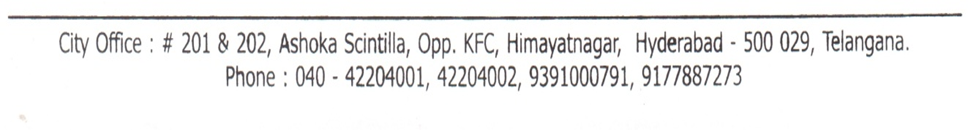 City Office : # 201 & 202, Ashoka Scintilla, Opp. KFC, Himayatnagar, Hyderabad - 500 029, Telangana.
Phone : 040 - 42204001, 42204002, 9391000791, 9177887273